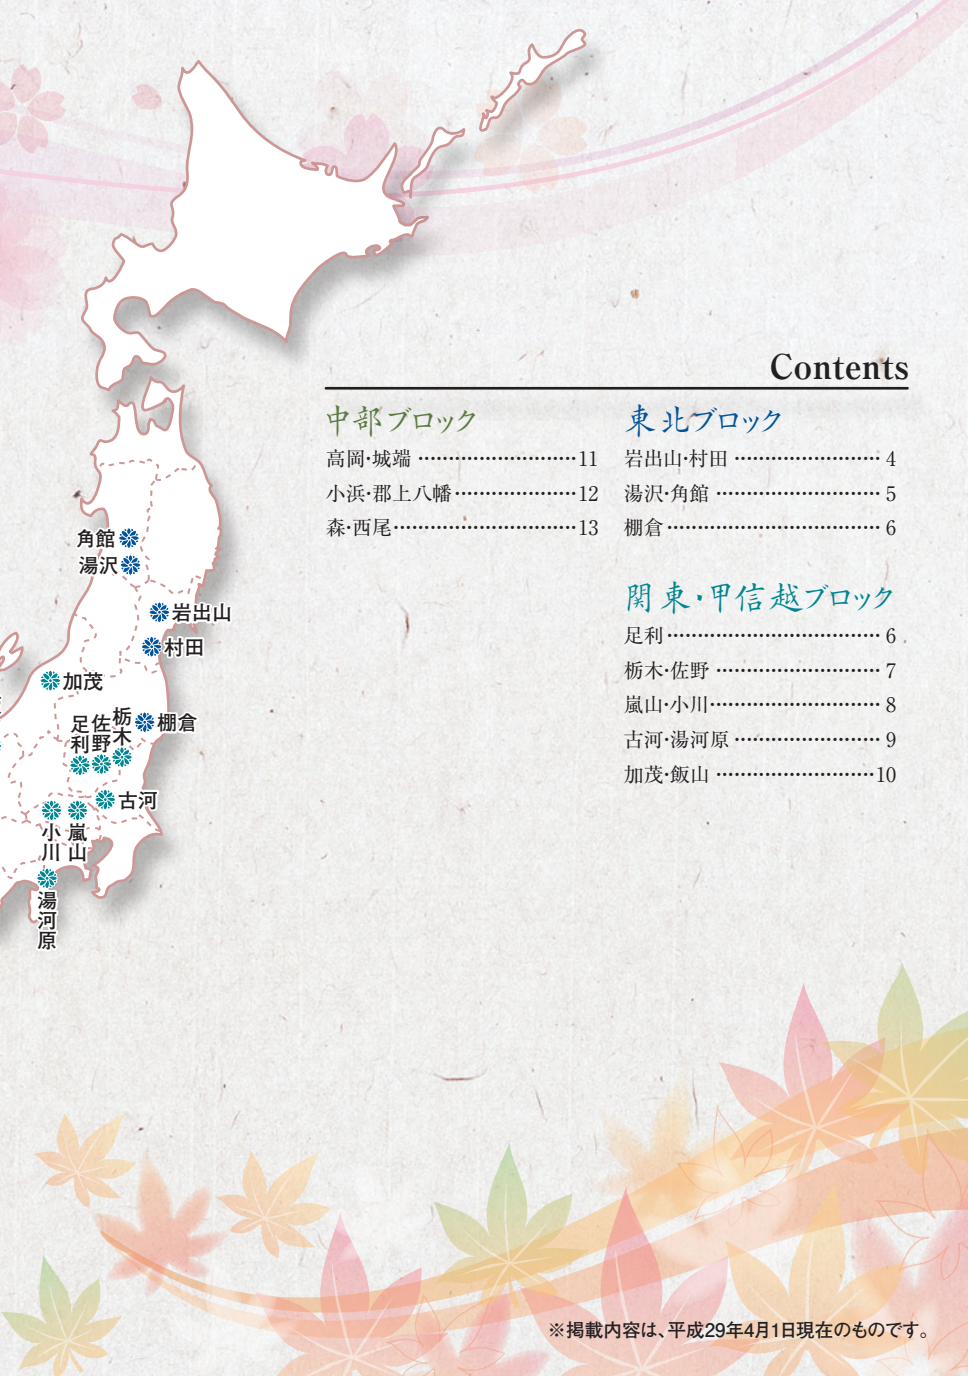 Contents
中部ブロック
高岡・城端 …………………… 11
小浜・郡上八幡 ………………… 12
森・西尾 ………………………… 13
東北ブロック
岩出山・村田 …………………… 4
湯沢・角館 ……………………… 5
棚倉 ……………………………… 6
関東・甲信越ブロック
足利 ……………………………… 6
栃木・佐野 ……………………… 7
嵐山・小川 ……………………… 8
古河・湯河原 …………………… 9
加茂・飯山 ……………………… 10
角館
湯沢
岩出山
村田
加茂
棚倉
足利
佐野
栃木
古河
小川
嵐山
湯河原
※掲載内容は、平成29年4月1日現在のものです。